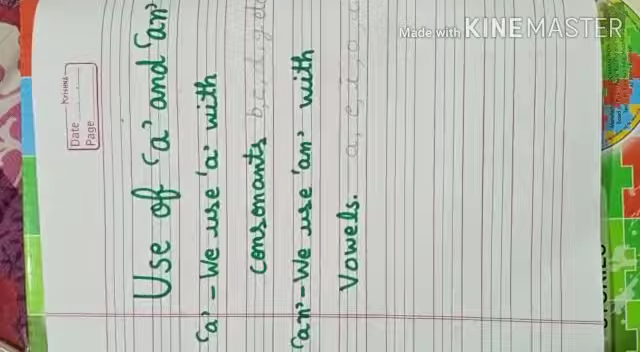 Made with KINEMASTER
Krishna
Date
Page
Use of 'a' and 'an'
'a' - We use 'a' with
consonants b, c, d, g, d
'an' - We use 'an' with
Vowels. a, e, i, o